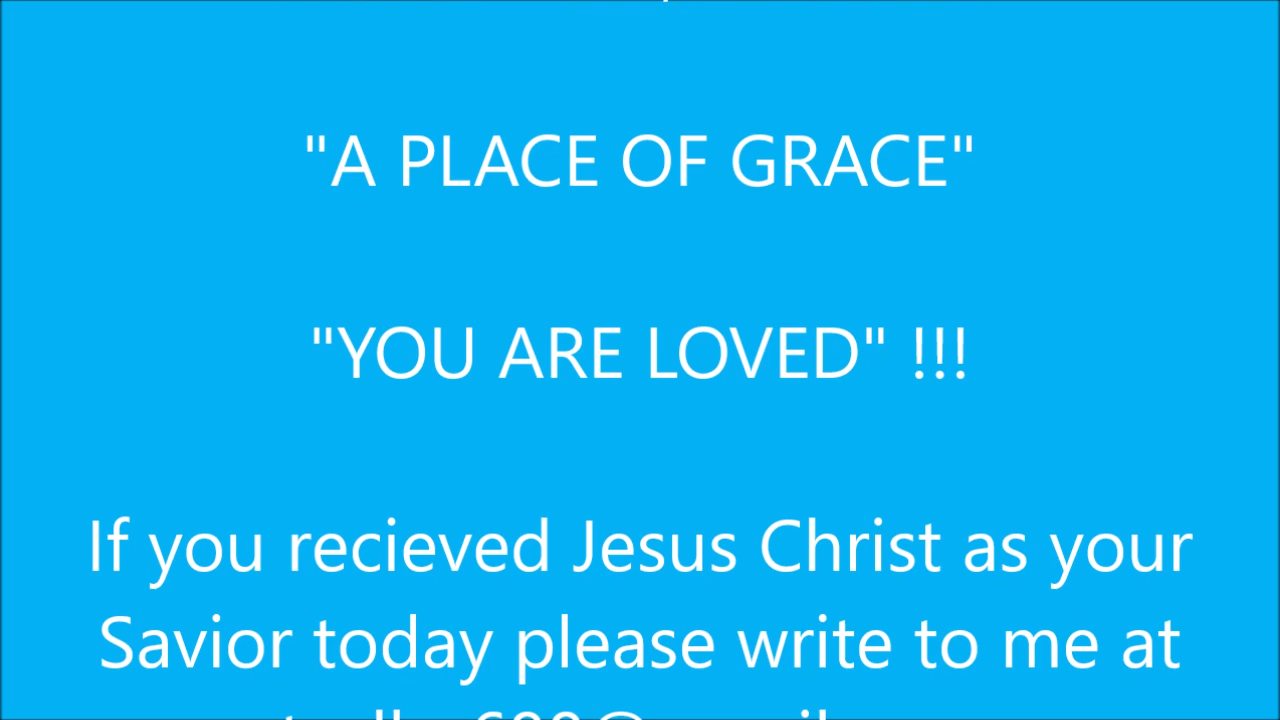 "A PLACE OF GRACE"
"YOU ARE LOVED" !!!
If you recieved Jesus Christ as your
Savior today please write to me at